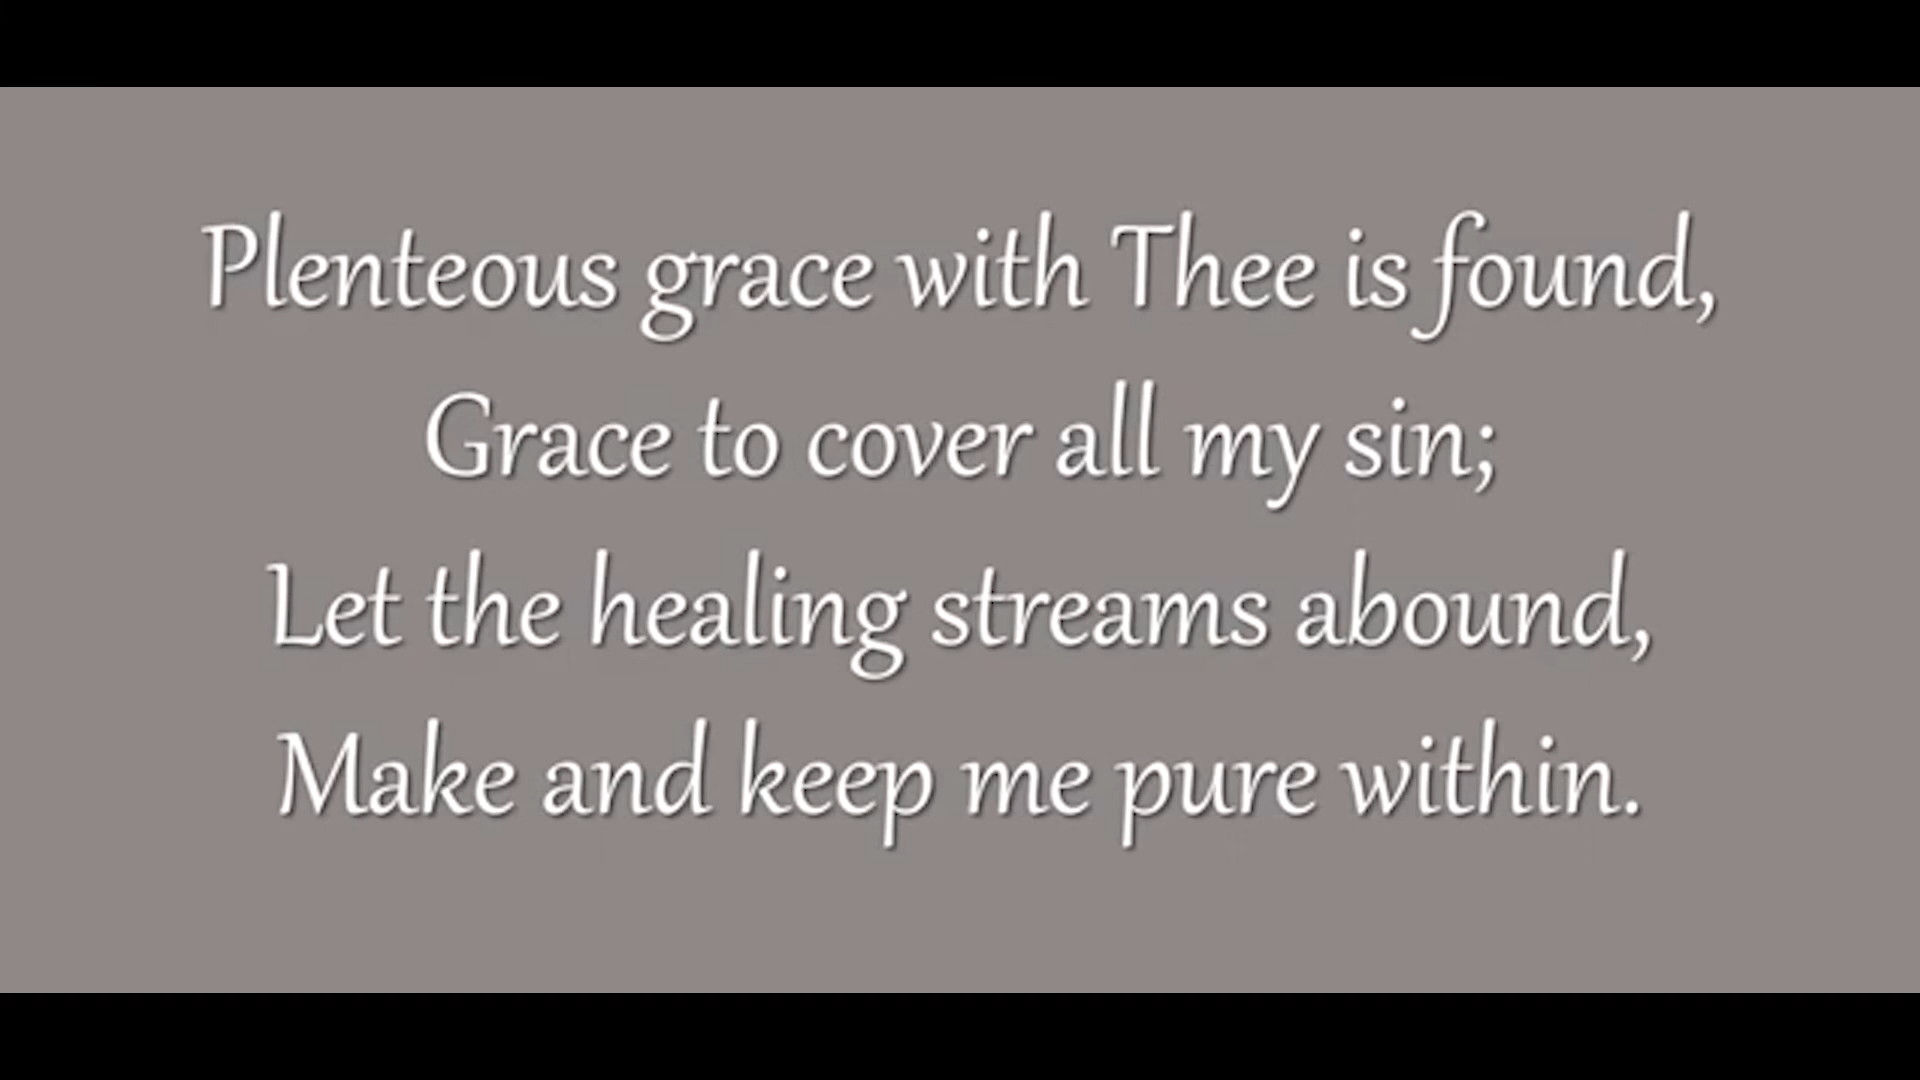 Plenteous grace with Thee is found,
Grace to cover all my sin;
Let the healing streams abound,
Make and keep me pure within.